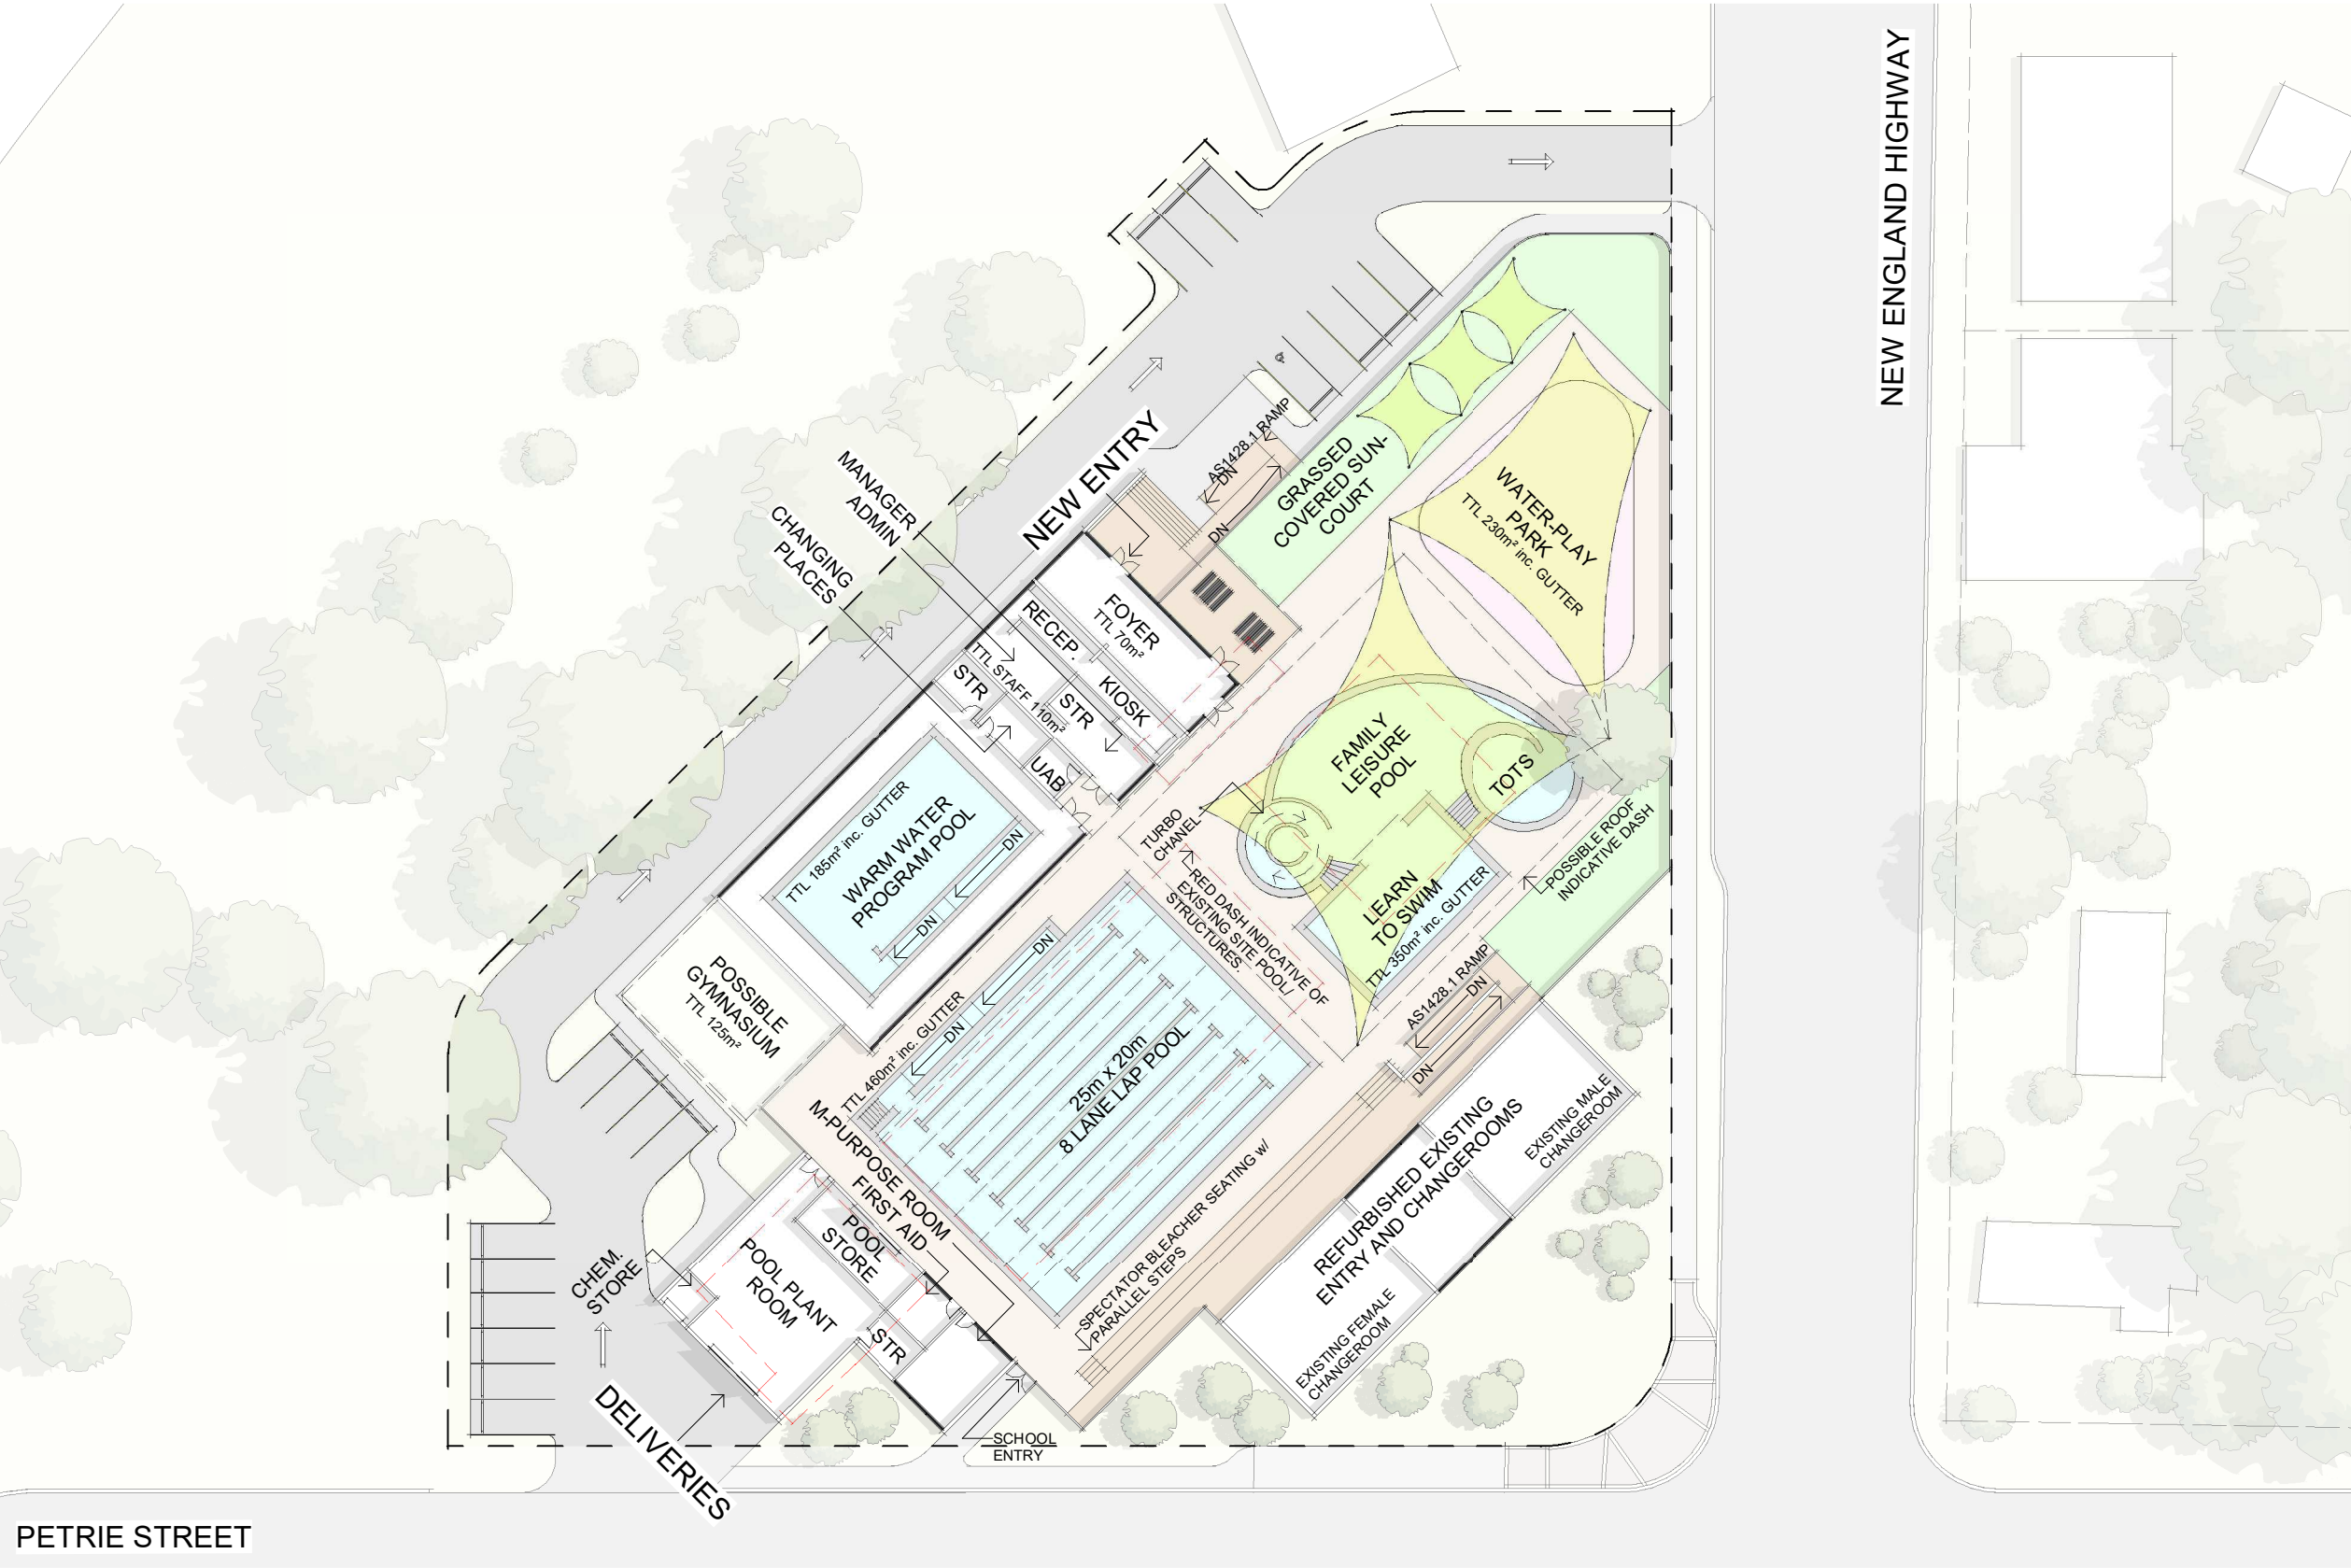 NEW ENGLAND HIGHWAY
MANAGER
ADMIN
CHANGING
PLACES
NEW ENTRY
AS1428.1 RAMP
DN
DN
GRASSED
COVERED SUN-
COURT
WATER-PLAY
PARK
TTL 230m² inc. GUTTER
FOYER
TTL 70m²
RECEP.
KIOSK
TTL STAFF 110m²
STR
STR
UAB
FAMILY
LEISURE
POOL
TOTS
TURBO
CHANEL
LEARN
TO SWIM
TTL 350m² inc. GUTTER
POSSIBLE ROOF
INDICATIVE DASH
RED DASH INDICATIVE OF
EXISTING SITE POOL/
STRUCTURES.
TTL 185m² inc. GUTTER
WARM WATER
PROGRAM POOL
DN
DN
POSSIBLE
GYMNASIUM
TTL 125m²
TTL 460m² inc. GUTTER
DN
DN
25m x 20m
8 LANE LAP POOL
AS1428.1 RAMP
DN
DN
M-PURPOSE ROOM
FIRST AID
POOL
STORE
POOL PLANT
ROOM
STR
CHEM.
STORE
SPECTATOR BLEACHER SEATING w/
PARALLEL STEPS
REFURBISHED EXISTING
ENTRY AND CHANGEROOMS
EXISTING MALE
CHANGEROOM
EXISTING FEMALE
CHANGEROOM
DELIVERIES
SCHOOL
ENTRY
PETRIE STREET